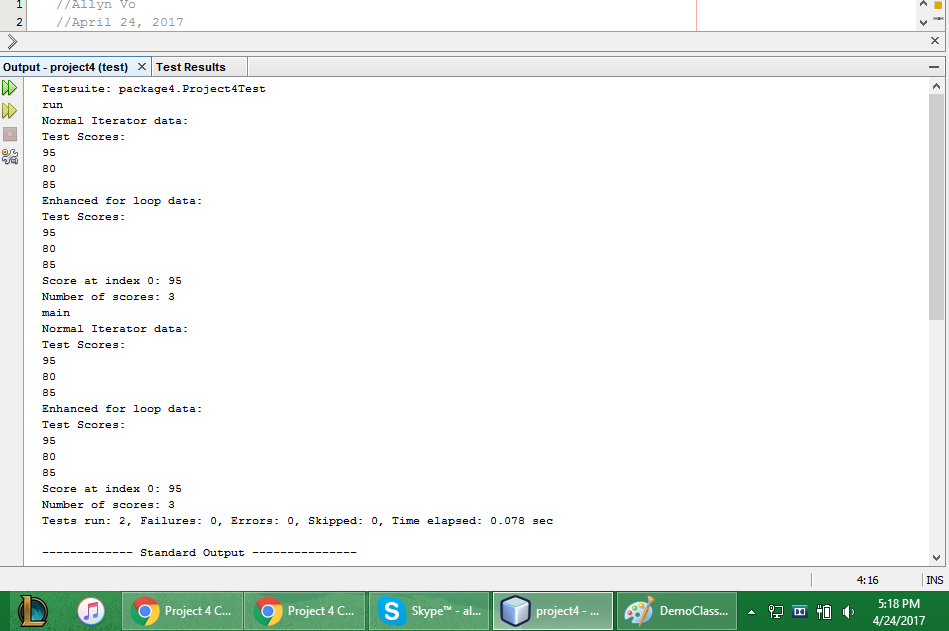 1 //Allyn Vo
2 //April 24, 2017
Output - project4 (test) Test Results
Testsuite: package4.Project4Test
run
Normal Iterator data:
Test Scores:
95
80
85
Enhanced for loop data:
Test Scores:
95
80
85
Score at index 0: 95
Number of scores: 3
main
Normal Iterator data:
Test Scores:
95
80
85
Enhanced for loop data:
Test Scores:
95
80
85
Score at index 0: 95
Number of scores: 3
Tests run: 2, Failures: 0, Errors: 0, Skipped: 0, Time elapsed: 0.078 sec
------------- Standard Output ---------------
4:16 INS
Project 4 C... Project 4 C... Skype™ - al... project4 - ... DemoClass... 5:18 PM
4/24/2017